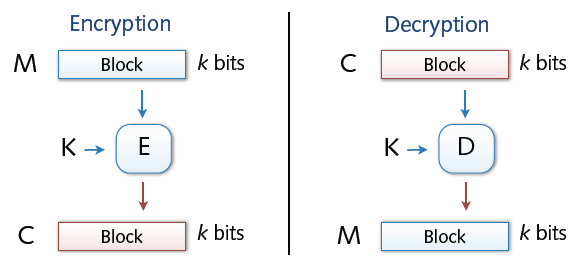 Encryption
M Block k bits
K E
C Block k bits
Decryption
C Block k bits
K D
M Block k bits